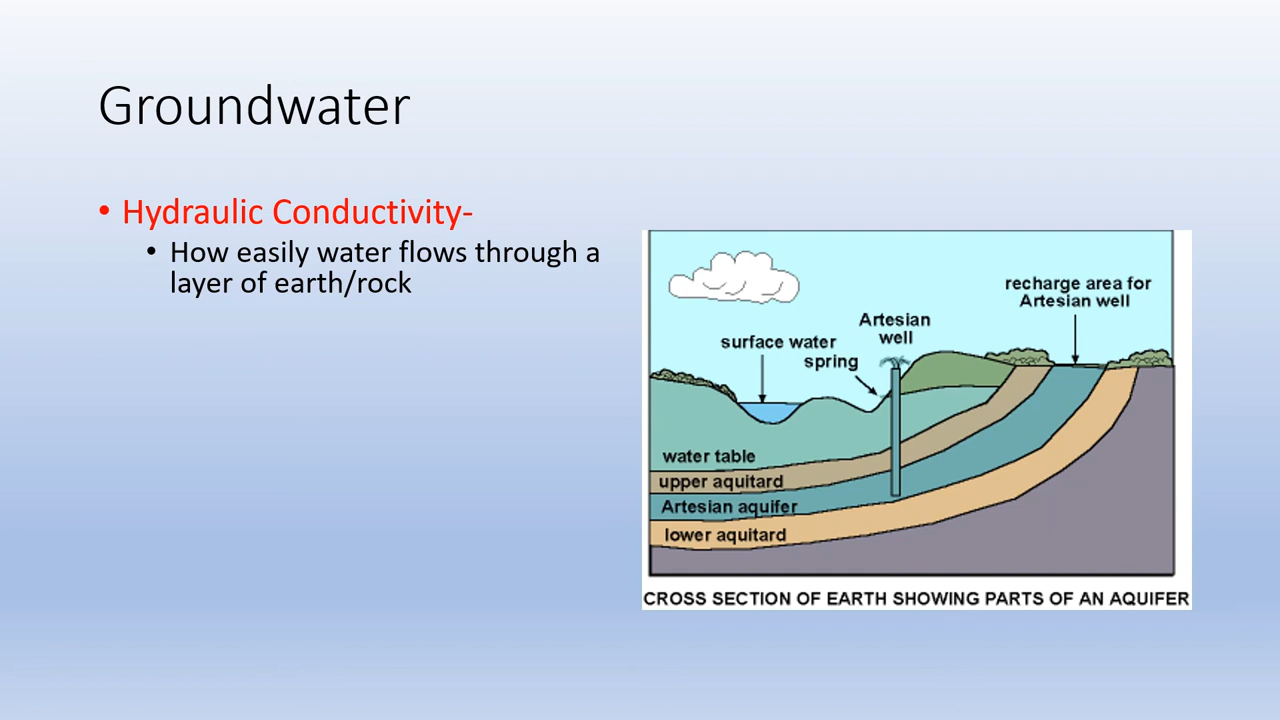 Groundwater
• Hydraulic Conductivity-
• How easily water flows through a
layer of earth/rock
recharge area for
Artesian well
Artesian
well
surface water
spring
water table
upper aquitard
Artesian aquifer
lower aquitard
CROSS SECTION OF EARTH SHOWING PARTS OF AN AQUIFER